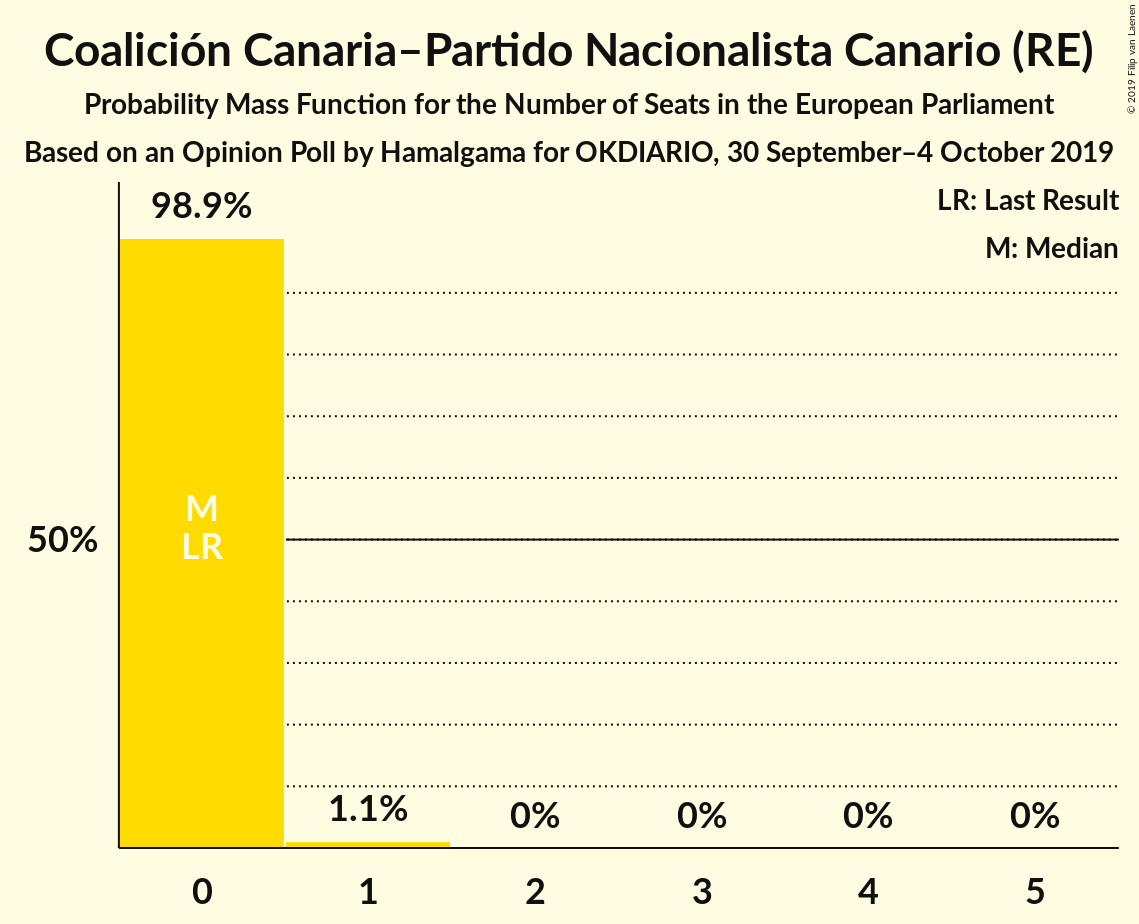 Coalición Canaria–Partido Nacionalista Canario (RE)
Probability Mass Function for the Number of Seats in the European Parliament
Based on an Opinion Poll by Hamalgama for OKDIARIO, 30 September–4 October 2019
© 2019 Filip van Laenen
LR: Last Result
M: Median
98.9%
M
LR
50%
1.1%
0%
0%
0%
0%
0
1
2
3
4
5